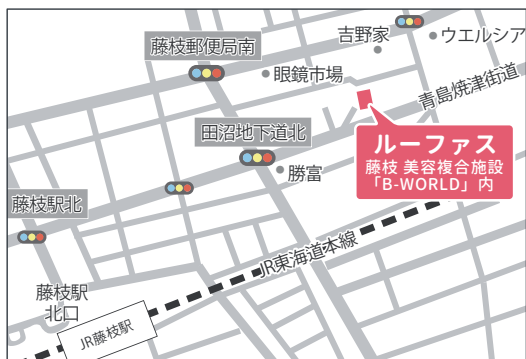 吉野家
ウエルシア
藤枝郵便局南
眼鏡市場
青島焼津街道
田沼地下道北
ルーファス
藤枝 美容複合施設
「B-WORLD」内
勝富
藤枝駅北
JR東海道本線
藤枝駅
北口
JR藤枝駅